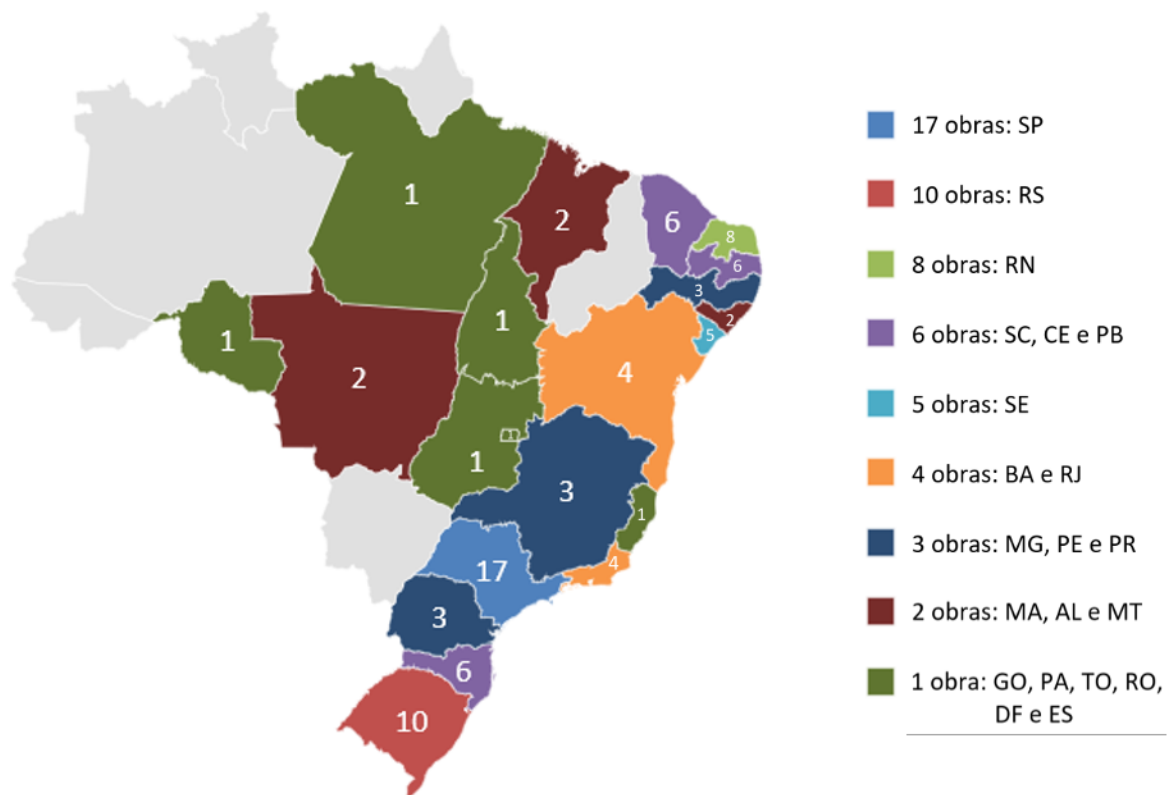 1
2
6
8
6
3
2
5
1
1
2
4
1
1
3
1
4
17
3
6
10
17 obras: SP
10 obras: RS
8 obras: RN
6 obras: SC, CE e PB
5 obras: SE
4 obras: BA e RJ
3 obras: MG, PE e PR
2 obras: MA, AL e MT
1 obra: GO, PA, TO, RO,
DF e ES